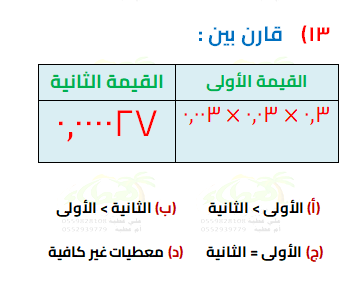 ١٣) قارن بين :
القيمة الأولى
القيمة الثانية
٠,٣ × ٠,٠٣ × ٠,٠٠٣
٠,٠٠٠٠٢٧
(أ) الأولى > الثانية (ب) الثانية > الأولى
(ج) الأولى = الثانية (د) معطيات غير كافية